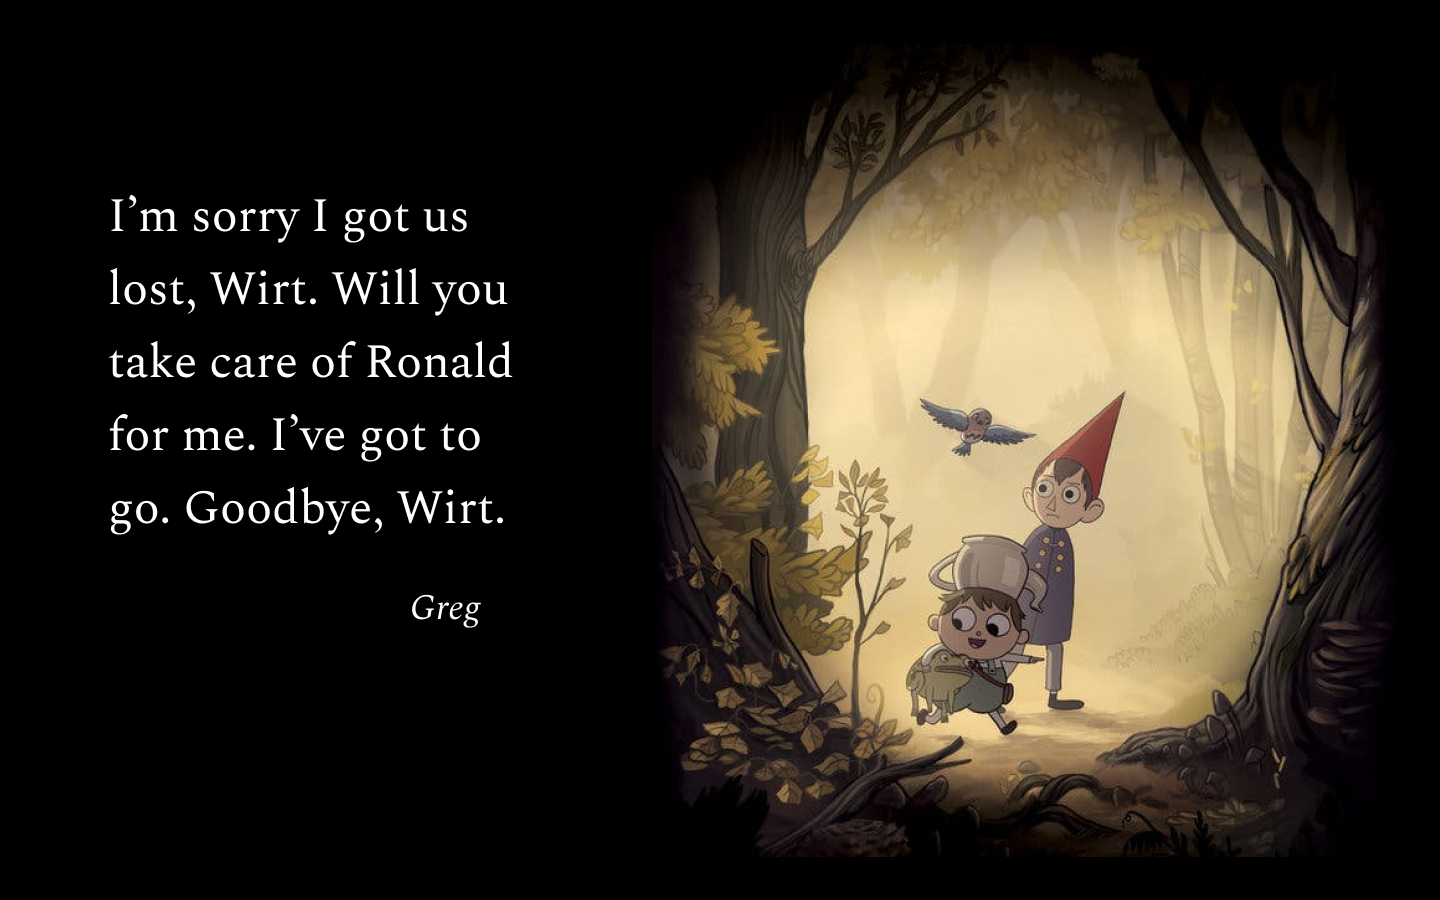 I’m sorry I got us
lost, Wirt. Will you
take care of Ronald
for me. I’ve got to
go. Goodbye, Wirt.
Greg